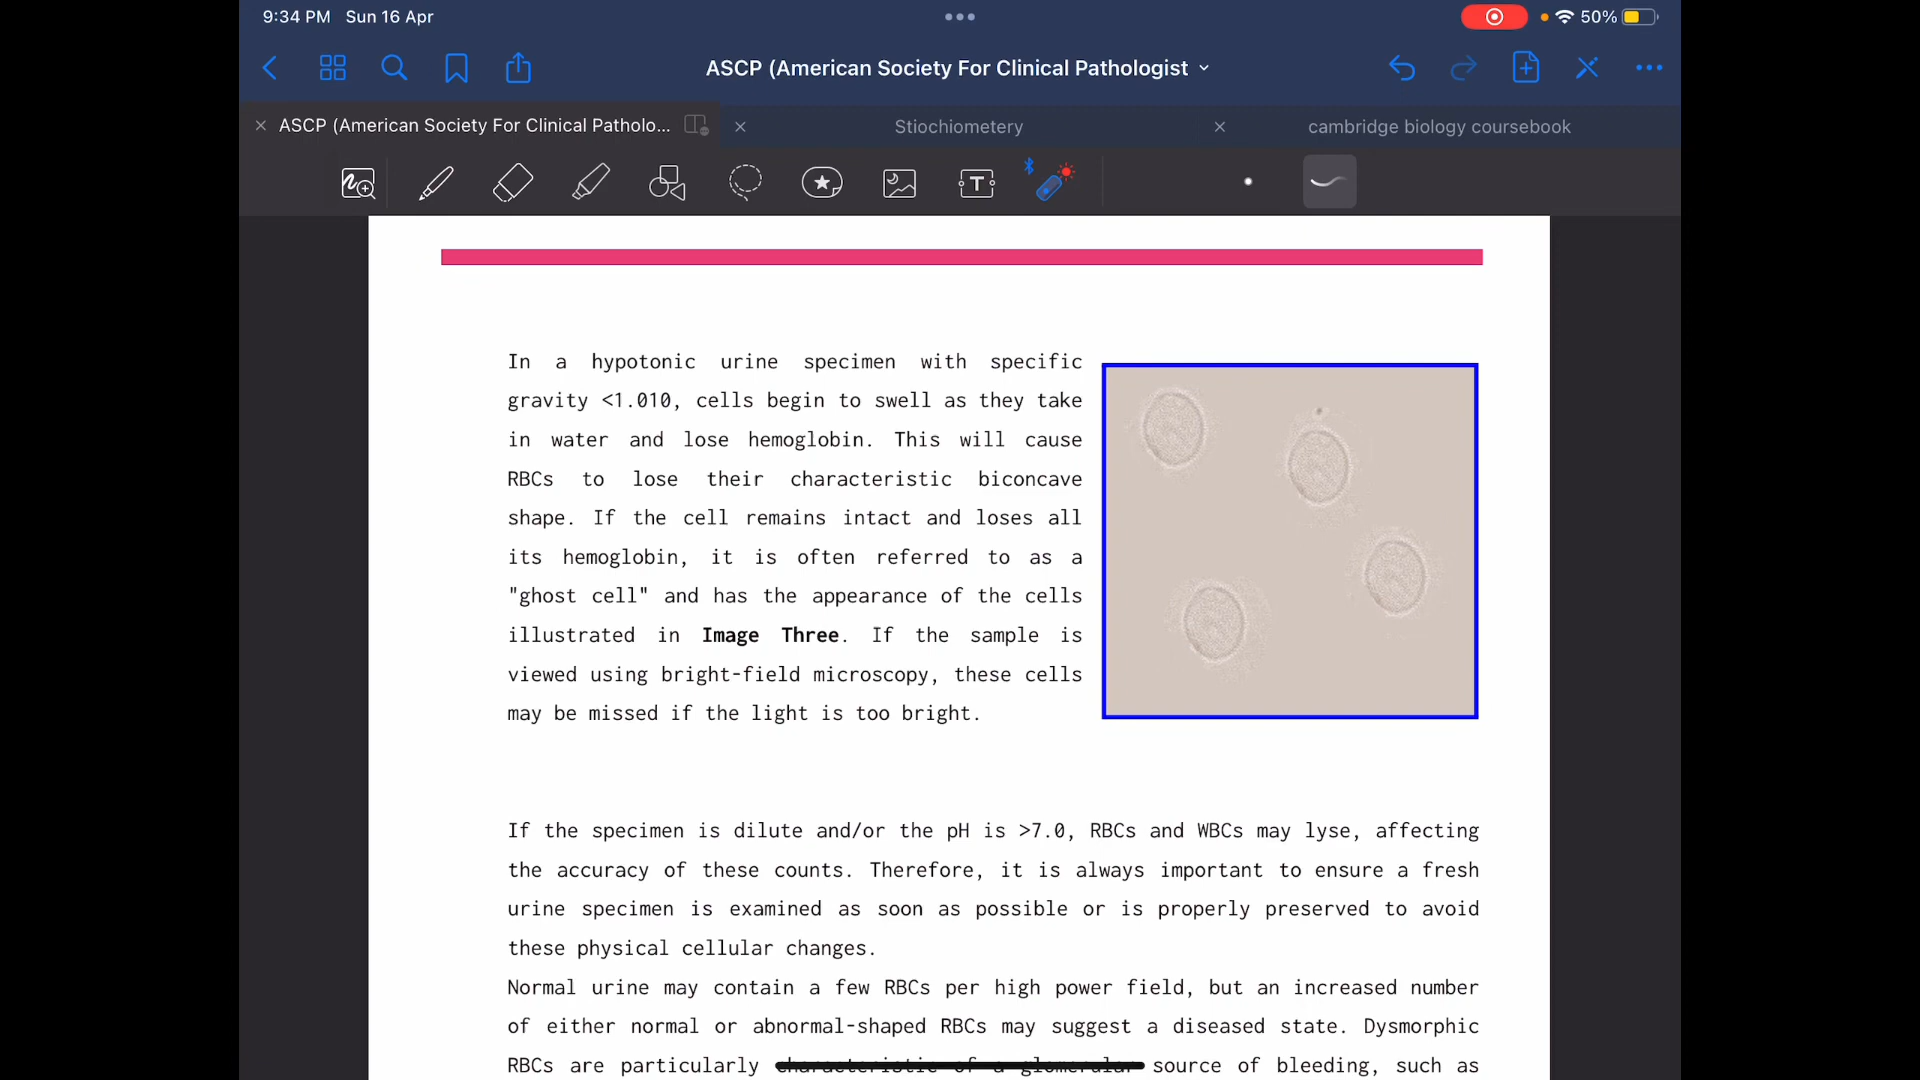 9:34 PM Sun 16 Apr
50%
ASCP (American Society For Clinical Pathologist
ASCP (American Society For Clinical Patholo...
Stiochiometery
cambridge biology coursebook
In a hypotonic urine specimen with specific
gravity <1.010, cells begin to swell as they take
in water and lose hemoglobin. This will cause
RBCs to lose their characteristic biconcave
shape. If the cell remains intact and loses all
its hemoglobin, it is often referred to as a
"ghost cell" and has the appearance of the cells
illustrated in Image Three. If the sample is
viewed using bright-field microscopy, these cells
may be missed if the light is too bright.
If the specimen is dilute and/or the pH is >7.0, RBCs and WBCs may lyse, affecting
the accuracy of these counts. Therefore, it is always important to ensure a fresh
urine specimen is examined as soon as possible or is properly preserved to avoid
these physical cellular changes.
Normal urine may contain a few RBCs per high power field, but an increased number
of either normal or abnormal-shaped RBCs may suggest a diseased state. Dysmorphic
RBCs are particularly characteristic of a glomerular source of bleeding, such as